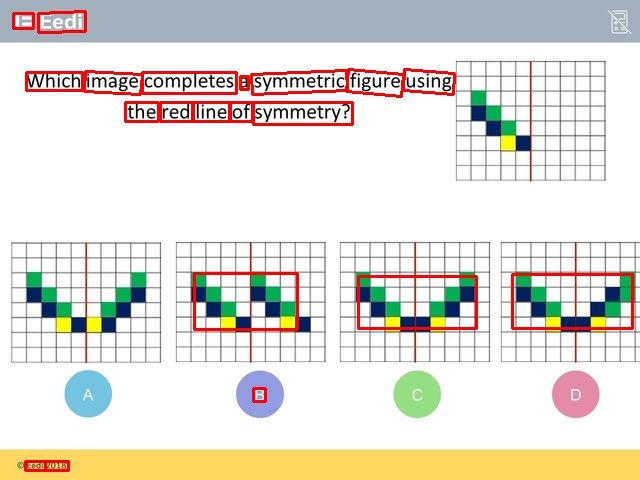 Eedi
Which image completes a symmetric figure using
the red line of symmetry?
A
B
C
D
© Eedi 2018